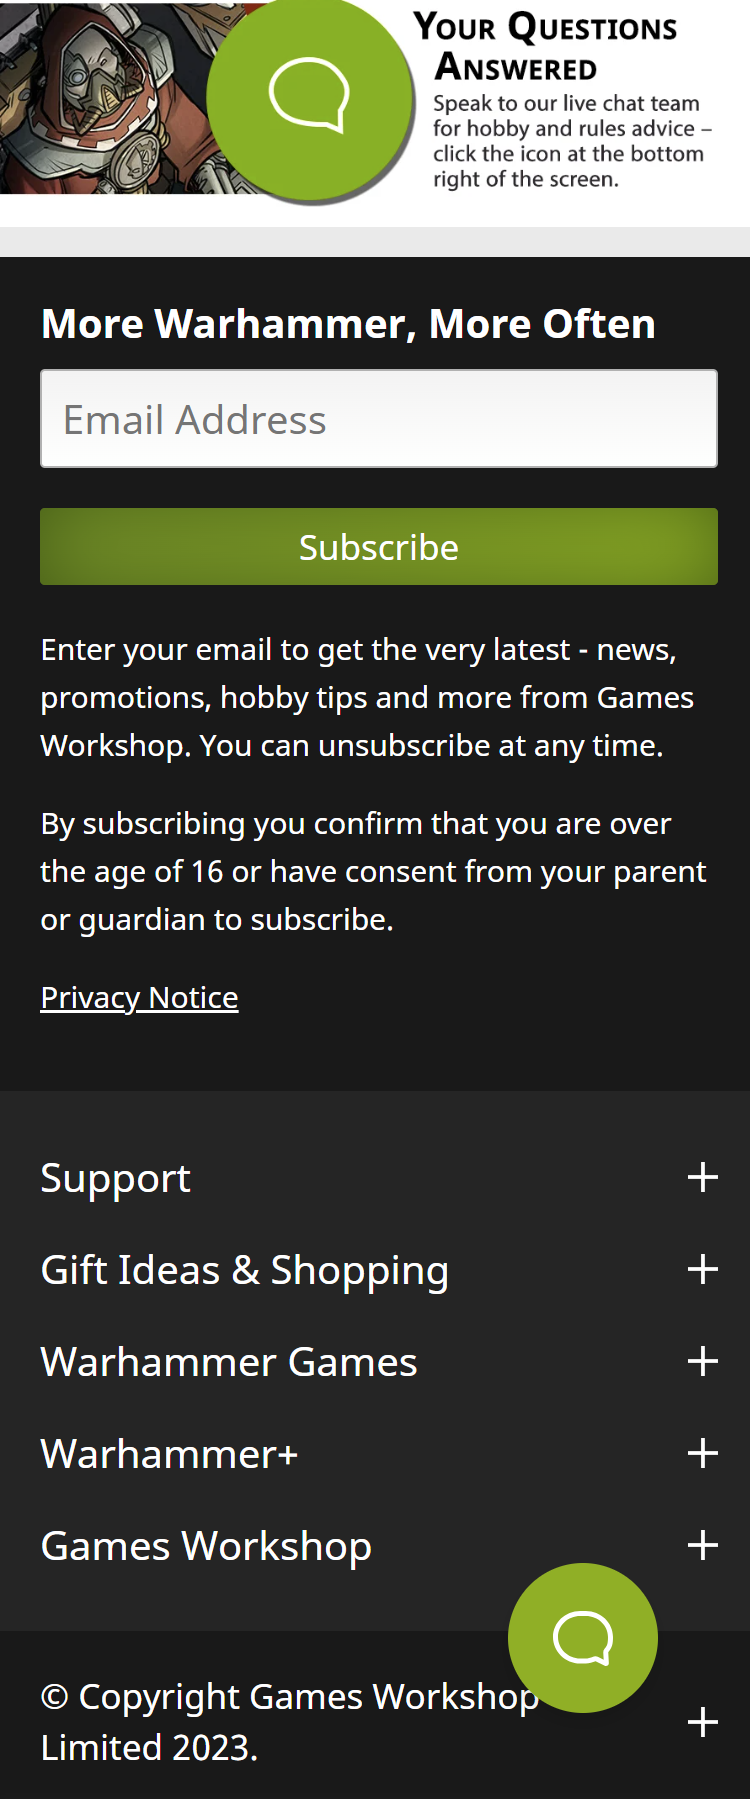 Your Questions
Answered
Speak to our live chat team
for hobby and rules advice –
click the icon at the bottom
right of the screen.
More Warhammer, More Often
Email Address
Subscribe
Enter your email to get the very latest - news,
promotions, hobby tips and more from Games
Workshop. You can unsubscribe at any time.
By subscribing you confirm that you are over
the age of 16 or have consent from your parent
or guardian to subscribe.
Privacy Notice
Support
Gift Ideas & Shopping
Warhammer Games
Warhammer+
Games Workshop
© Copyright Games Workshop
Limited 2023.